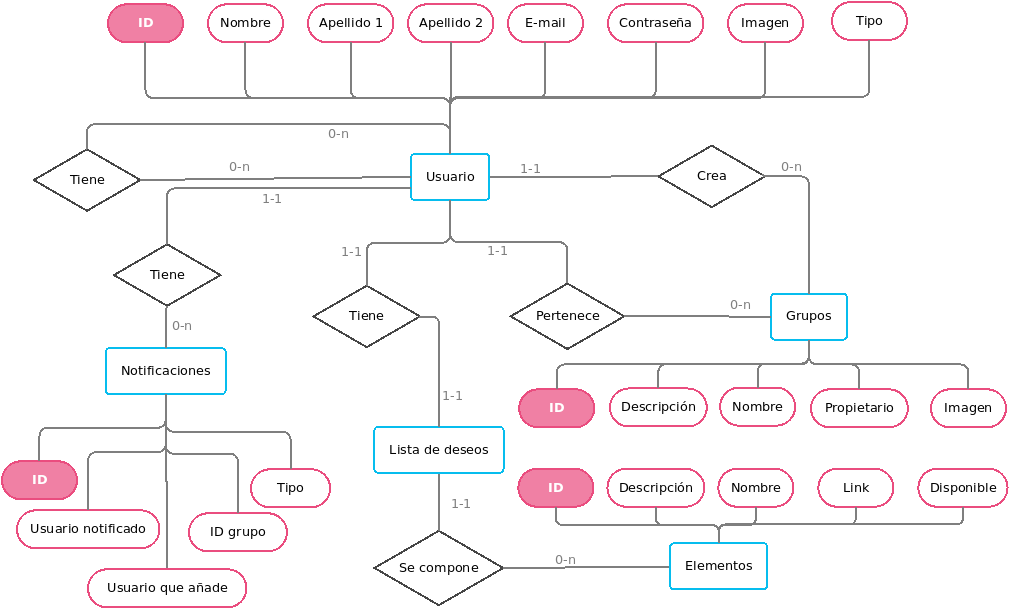 ID
Nombre
Apellido 1
Apellido 2
E-mail
Contraseña
Imagen
Tipo
0-n
Tiene
0-n
Usuario
1-1
Crea
0-n
1-1
Tiene
1-1
1-1
Tiene
Pertenece
0-n
Grupos
0-n
Notificaciones
1-1
ID
Descripción
Nombre
Propietario
Imagen
Lista de deseos
ID
Tipo
1-1
ID
Descripción
Nombre
Link
Disponible
Usuario notificado
ID grupo
Se compone
0-n
Elementos
Usuario que añade